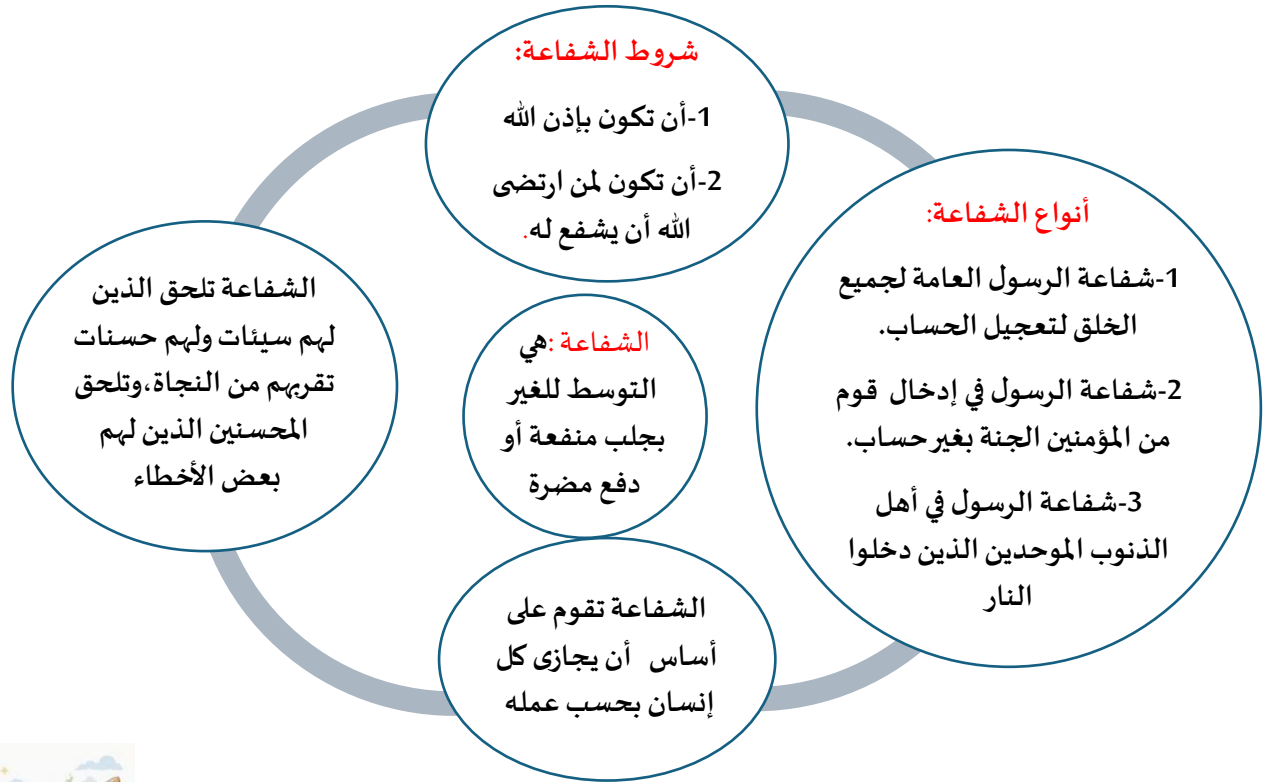 شروط الشفاعة:
1-أن تكون بإذن الله
2-أن تكون لمن ارتضى
الله أن يشفع له.
أنواع الشفاعة:
1-شفاعة الرسول العامة لجميع
الخلق لتعجيل الحساب.
2-شفاعة الرسول في إدخال قوم
من المؤمنين الجنة بغير حساب.
3-شفاعة الرسول في أهل
الذنوب الموحدين الذين دخلوا
النار
الشفاعة :هي
التوسط للغير
بجلب منفعة أو
دفع مضرة
الشفاعة تلحق الذين
لهم سيئات ولهم حسنات
تقربهم من النجاة،وتلحق
المحسنين الذين لهم
بعض الأخطاء
الشفاعة تقوم على
أساس أن يجازى كل
إنسان بحسب عمله